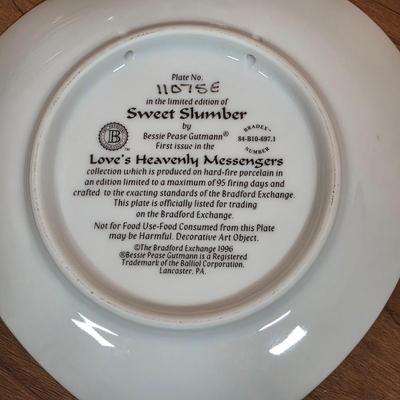 Plate No.
11075E
in the limited edition of
Sweet Slumber
by
Bessie Pease Gutmann®
First issue in the
B
BRADEX™
84-B10-697.1
NUMBER
Love's Heavenly Messengers
collection which is produced on hard-fire porcelain in
an edition limited to a maximum of 95 firing days and
crafted to the exacting standards of the Bradford Exchange.
This plate is officially listed for trading
on the Bradford Exchange.
Not for Food Use-Food Consumed from this Plate
may be Harmful. Decorative Art Object.
©The Bradford Exchange 1996
®Bessie Pease Gutmann is a Registered
Trademark of the Balliol Corporation.
Lancaster, PA.